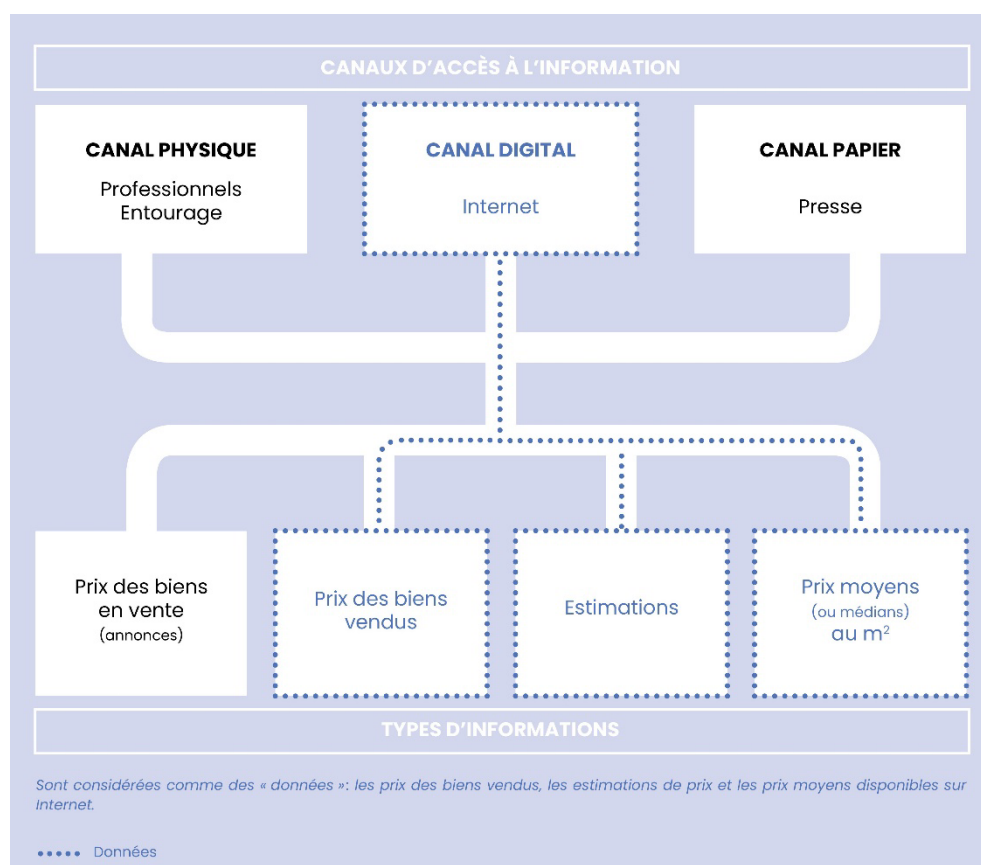 CANAUX D'ACCÈS À L'INFORMATION
CANAL PHYSIQUE
Professionnels
Entourage
CANAL DIGITAL
Internet
CANAL PAPIER
Presse
Prix des biens
en vente
(annonces)
Prix des biens
vendus
Estimations
Prix moyens
(ou médians)
au m²
TYPES D'INFORMATIONS
Sont considérées comme des « données »: les prix des biens vendus, les estimations de prix et les prix moyens disponibles sur
Internet.
Données